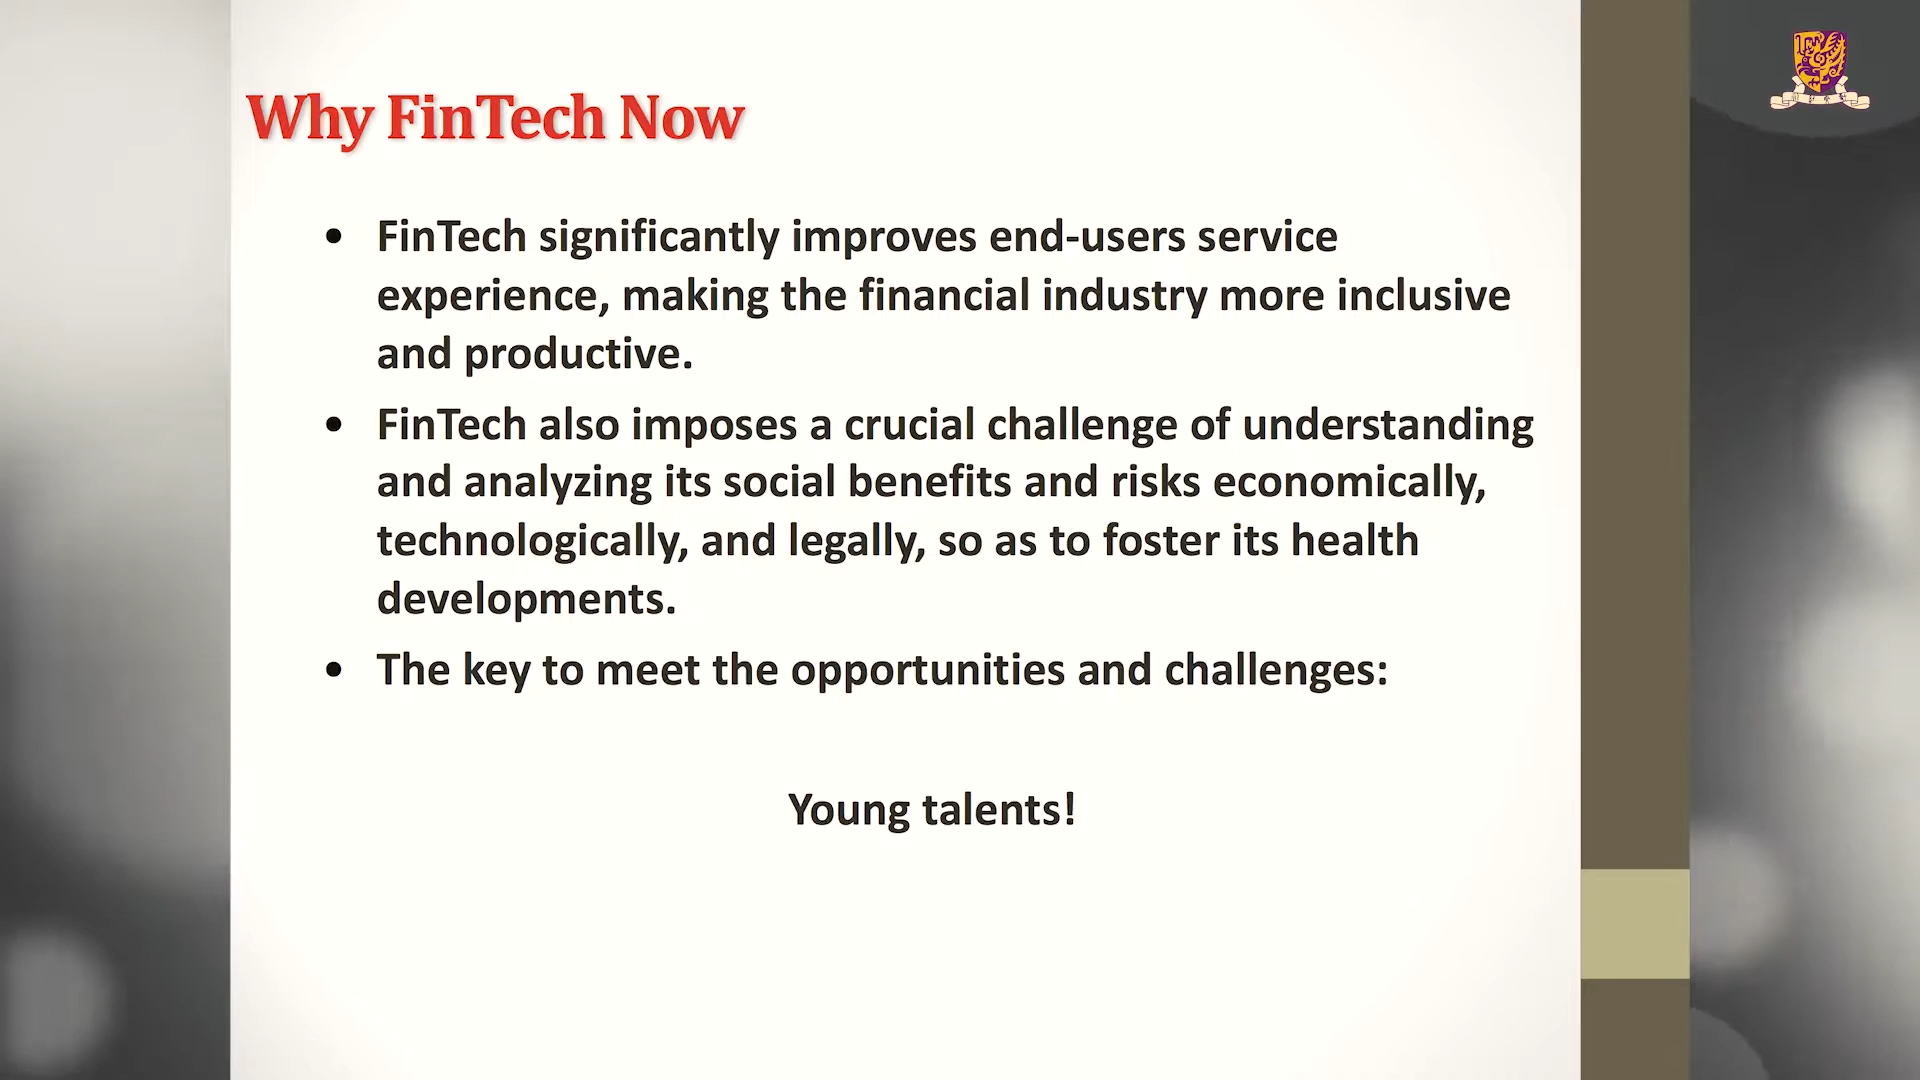 Why FinTech Now
• FinTech significantly improves end-users service
experience, making the financial industry more inclusive
and productive.
• FinTech also imposes a crucial challenge of understanding
and analyzing its social benefits and risks economically,
technologically, and legally, so as to foster its health
developments.
• The key to meet the opportunities and challenges:
Young talents!